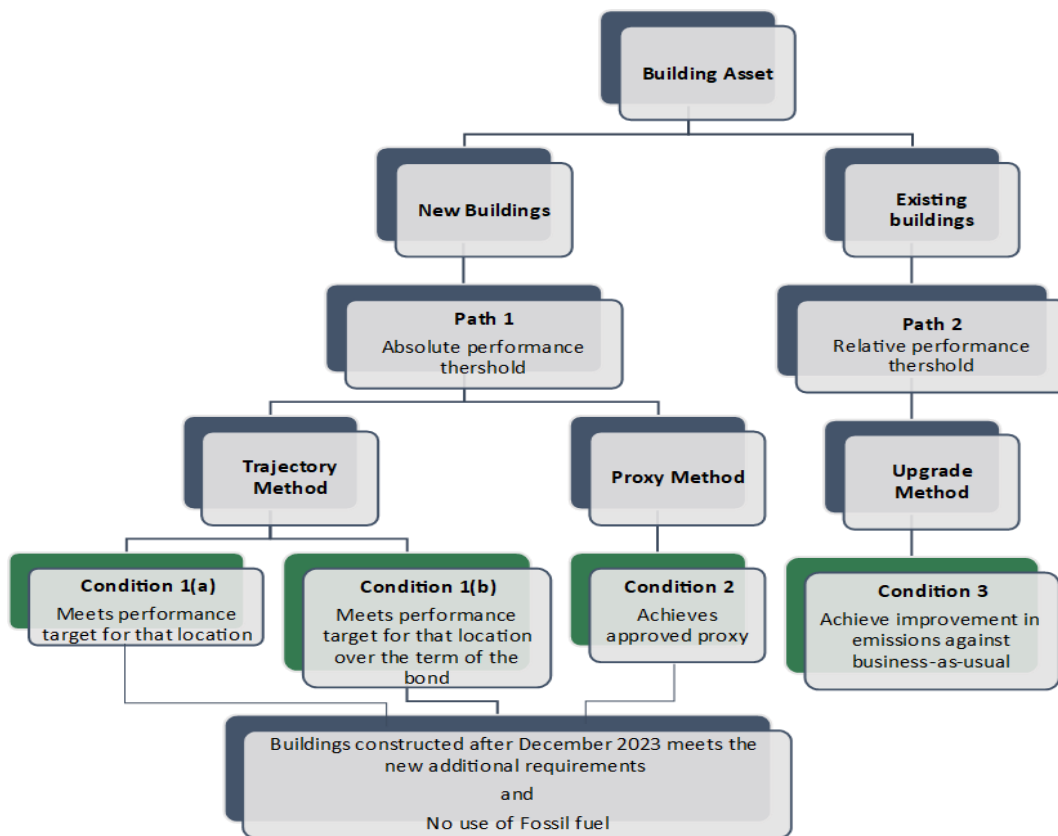 Building Asset
New Buildings
Existing
buildings
Path 1
Absolute performance
thershold
Path 2
Relative performance
thershold
Trajectory
Method
Proxy Method
Upgrade
Method
Condition 1(a)
Meets performance
target for that location
Condition 1(b)
Meets performance
target for that location
over the term of the
bond
Condition 2
Achieves
approved proxy
Condition 3
Achieve improvement in
emissions against
business-as-usual
Buildings constructed after December 2023 meets the
new additional requirements
and
No use of Fossil fuel